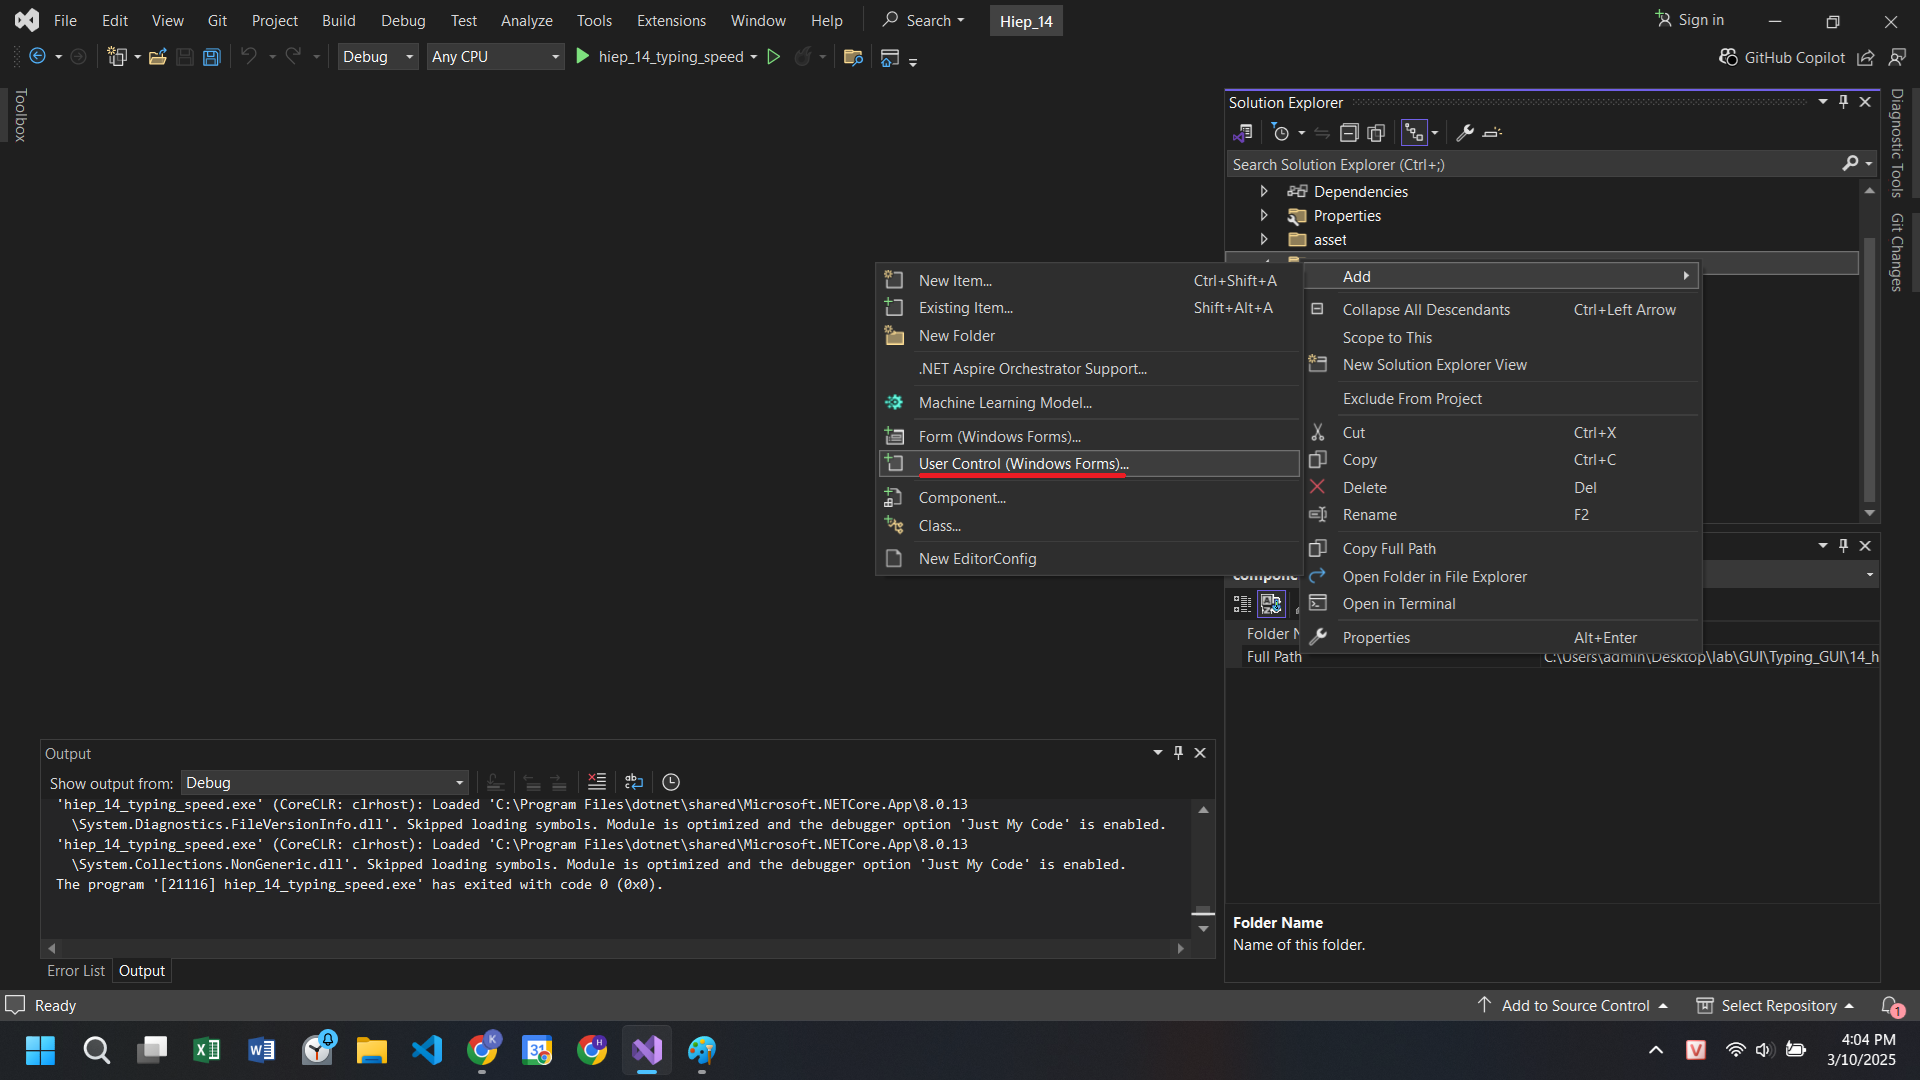 File Edit View Git Project Build Debug Test Analyze Tools Extensions Window Help Search Hiep_14 Sign in
Debug Any CPU hiep_14_typing_speed GitHub Copilot
Toolbox
Solution Explorer
Search Solution Explorer (Ctrl+;)
Dependencies
Properties
asset
Diagnostic Tools
Git Changes
New Item... Ctrl+Shift+A
Existing Item... Shift+Alt+A
New Folder
.NET Aspire Orchestrator Support...
Machine Learning Model...
Form (Windows Forms)...
User Control (Windows Forms)...
Component...
Class...
New EditorConfig
Add
Collapse All Descendants Ctrl+Left Arrow
Scope to This
New Solution Explorer View
Exclude From Project
Cut Ctrl+X
Copy Ctrl+C
Delete Del
Rename F2
Copy Full Path
Open Folder in File Explorer
Open in Terminal
Properties Alt+Enter
Folder N
Full Path C:\Users\admin\Desktop\lab\GUI\Typing_GUI\14_h
Folder Name
Name of this folder.
Output
Show output from: Debug
'hiep_14_typing_speed.exe' (CoreCLR: clrhost): Loaded 'C:\Program Files\dotnet\shared\Microsoft.NETCore.App\8.0.13
\System.Diagnostics.FileVersionInfo.dll'. Skipped loading symbols. Module is optimized and the debugger option 'Just My Code' is enabled.
'hiep_14_typing_speed.exe' (CoreCLR: clrhost): Loaded 'C:\Program Files\dotnet\shared\Microsoft.NETCore.App\8.0.13
\System.Collections.NonGeneric.dll'. Skipped loading symbols. Module is optimized and the debugger option 'Just My Code' is enabled.
The program '[21116] hiep_14_typing_speed.exe' has exited with code 0 (0x0).
Error List Output
Ready Add to Source Control Select Repository 1
4:04 PM
3/10/2025